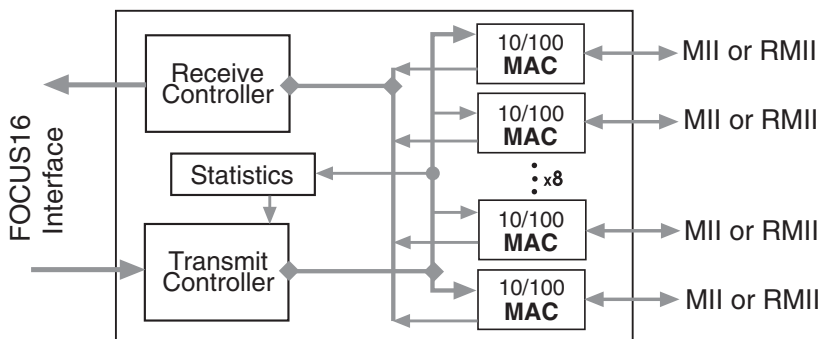 FOCUS16
Interface
Receive
Controller
Statistics
Transmit
Controller
10/100
MAC
MII or RMII
10/100
MAC
MII or RMII
x8
10/100
MAC
MII or RMII
10/100
MAC
MII or RMII